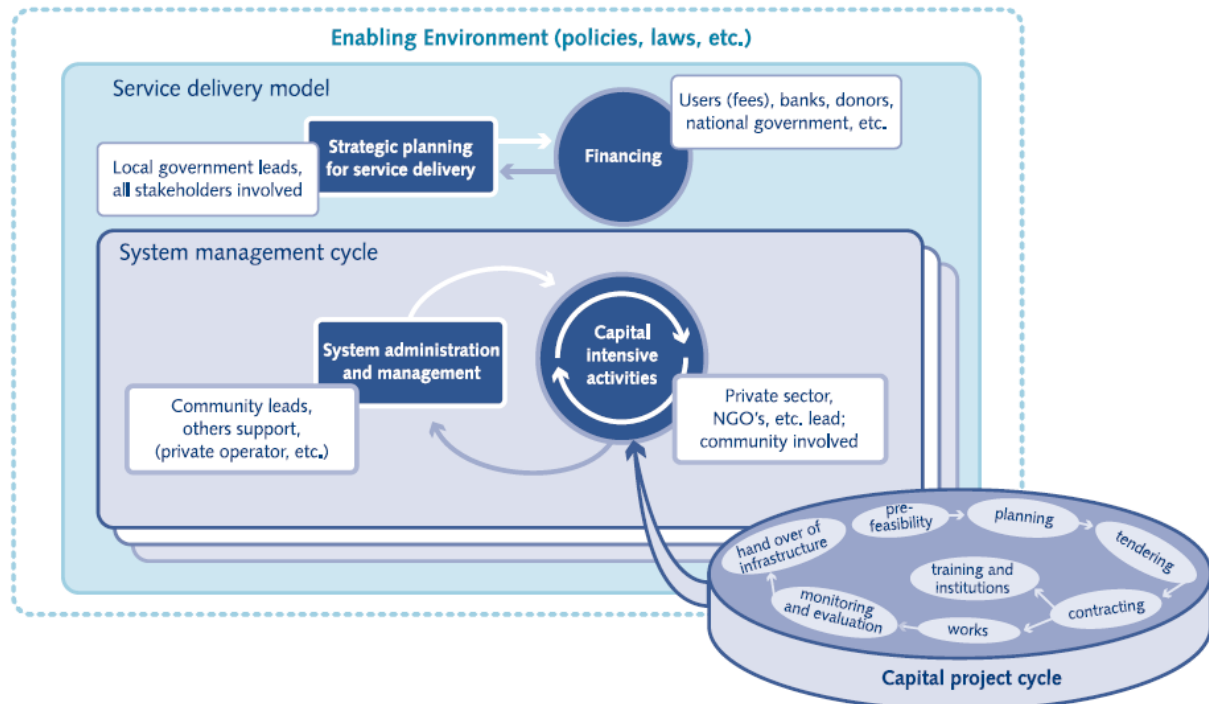 Enabling Environment (policies, laws, etc.)
Service delivery model
Users (fees), banks, donors,
national government, etc.
Strategic planning
for service delivery
Financing
Local government leads,
all stakeholders involved
System management cycle
System administration
and management
Capital
intensive
activities
Community leads,
others support,
(private operator, etc.)
Private sector,
NGO's, etc. lead;
community involved
pre-
feasibility
planning
tendering
hand over of
infrastructure
training and
institutions
monitoring
and evaluation
works
contracting
Capital project cycle